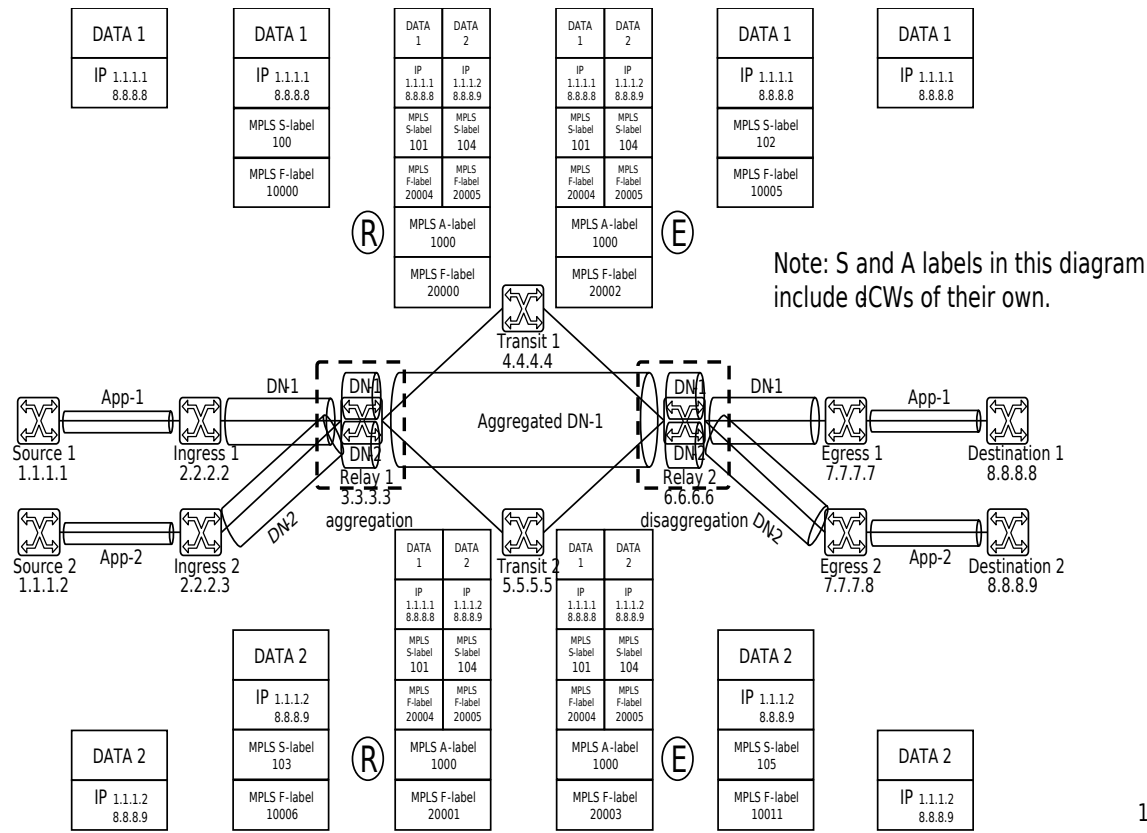 DATA 1
IP 1.1.1.1
8.8.8.8
DATA 1
IP 1.1.1.1
8.8.8.8
MPLS S-label
100
MPLS F-label
10000
DATA
1
DATA
2
IP
1.1.1.1
8.8.8.8
IP
1.1.1.2
8.8.8.9
MPLS
S-label
101
MPLS
S-label
104
MPLS
F-label
20004
MPLS
F-label
20005
MPLS A-label
1000
MPLS F-label
20000
R
DATA
1
DATA
2
IP
1.1.1.1
8.8.8.8
IP
1.1.1.2
8.8.8.9
MPLS
S-label
101
MPLS
S-label
104
MPLS
F-label
20004
MPLS
F-label
20005
MPLS A-label
1000
MPLS F-label
20002
E
DATA 1
IP 1.1.1.1
8.8.8.8
MPLS S-label
102
MPLS F-label
10005
DATA 1
IP 1.1.1.1
8.8.8.8
Note: S and A labels in this diagram
include dCWs of their own.
Transit 1
4.4.4.4
App-1
DN-1
DN-1
Aggregated DN-1
DN-1
DN-1
App-1
Source 1
1.1.1.1
Ingress 1
2.2.2.2
DN-2
Relay 1
3.3.3.3
aggregation
DN-2
Relay 2
6.6.6.6
disaggregation
Egress 1
7.7.7.7
Destination 1
8.8.8.8
DN-2
DN-2
App-2
App-2
Source 2
1.1.1.2
Ingress 2
2.2.2.3
Transit 2
5.5.5.5
Egress 2
7.7.7.8
Destination 2
8.8.8.9
DATA 2
IP 1.1.1.2
8.8.8.9
DATA 2
IP 1.1.1.2
8.8.8.9
MPLS S-label
103
MPLS F-label
10006
DATA
1
DATA
2
IP
1.1.1.1
8.8.8.8
IP
1.1.1.2
8.8.8.9
MPLS
S-label
101
MPLS
S-label
104
MPLS
F-label
20004
MPLS
F-label
20005
MPLS A-label
1000
MPLS F-label
20001
R
DATA
1
DATA
2
IP
1.1.1.1
8.8.8.8
IP
1.1.1.2
8.8.8.9
MPLS
S-label
101
MPLS
S-label
104
MPLS
F-label
20004
MPLS
F-label
20005
MPLS A-label
1000
MPLS F-label
20003
E
DATA 2
IP 1.1.1.2
8.8.8.9
MPLS S-label
105
MPLS F-label
10011
DATA 2
IP 1.1.1.2
8.8.8.9
1